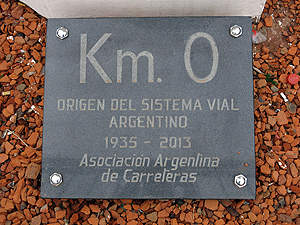 Km. 0
ORIGEN DEL SISTEMA VIAL
ARGENTINO
1935 - 2013
Asociación Argentina
de Carreteras